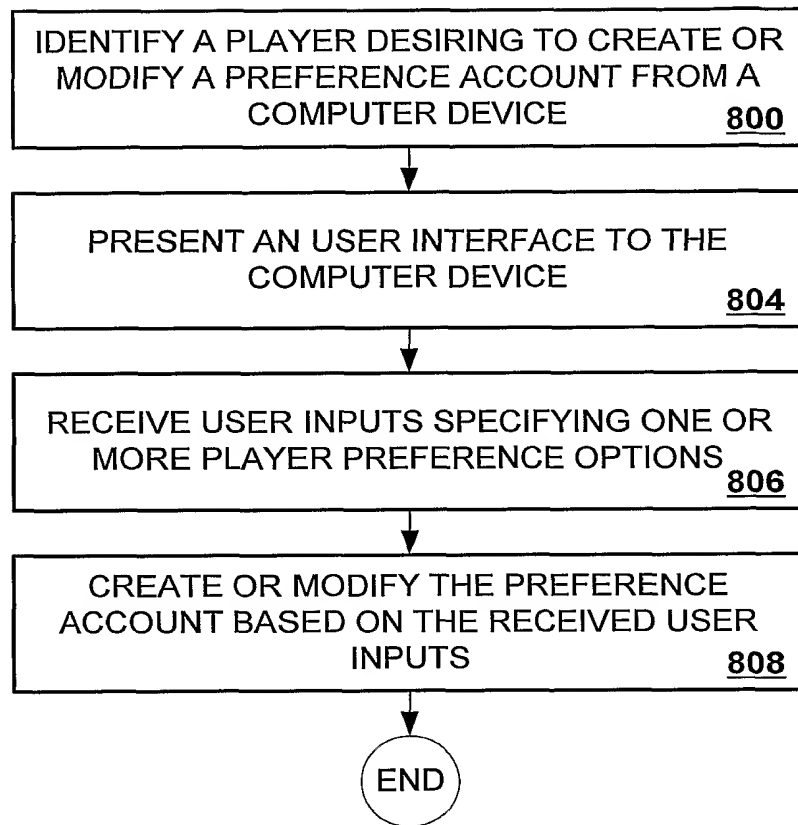 IDENTIFY A PLAYER DESIRING TO CREATE OR
MODIFY A PREFERENCE ACCOUNT FROM A
COMPUTER DEVICE
800
PRESENT AN USER INTERFACE TO THE
COMPUTER DEVICE
804
RECEIVE USER INPUTS SPECIFYING ONE OR
MORE PLAYER PREFERENCE OPTIONS
806
CREATE OR MODIFY THE PREFERENCE
ACCOUNT BASED ON THE RECEIVED USER
INPUTS
808
END